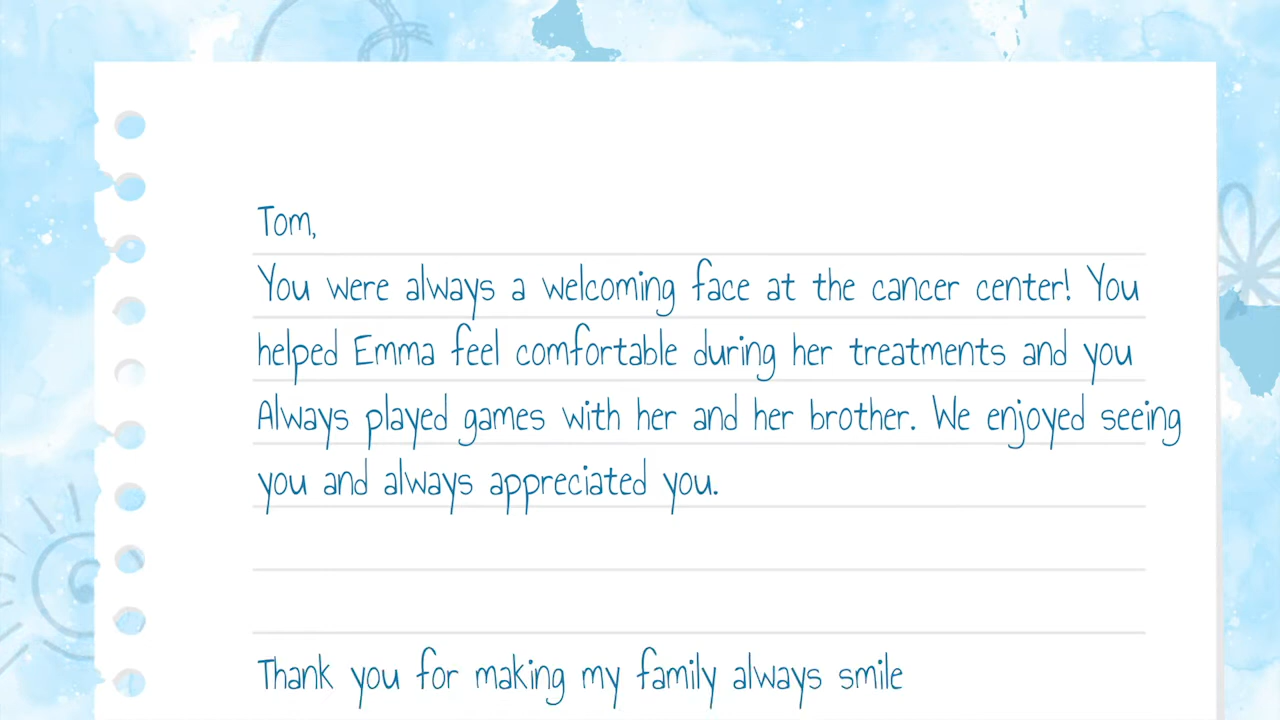 Tom,
You were always a welcoming face at the cancer center! You
helped Emma feel comfortable during her treatments and you
Always played games with her and her brother. We enjoyed seeing
you and always appreciated you.
Thank you for making my family always smile